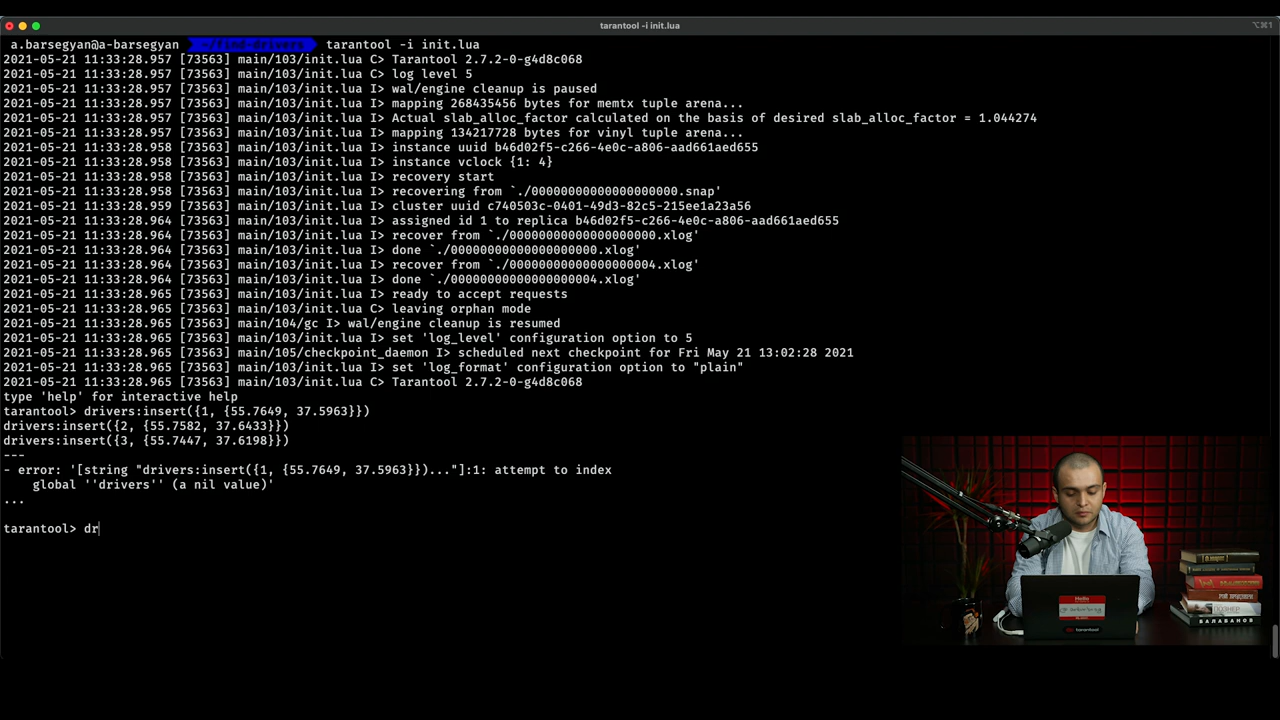 tarantool -i init.lua
⌥⌘1
a.barsegyan@a-barsegyan ~/find-drivers tarantool -i init.lua
2021-05-21 11:33:28.957 [73563] main/103/init.lua C> Tarantool 2.7.2-0-g4d8c068
2021-05-21 11:33:28.957 [73563] main/103/init.lua C> log level 5
2021-05-21 11:33:28.957 [73563] main/103/init.lua I> wal/engine cleanup is paused
2021-05-21 11:33:28.957 [73563] main/103/init.lua I> mapping 268435456 bytes for memtx tuple arena...
2021-05-21 11:33:28.957 [73563] main/103/init.lua I> Actual slab_alloc_factor calculated on the basis of desired slab_alloc_factor = 1.044274
2021-05-21 11:33:28.957 [73563] main/103/init.lua I> mapping 134217728 bytes for vinyl tuple arena...
2021-05-21 11:33:28.958 [73563] main/103/init.lua I> instance uuid b46d02f5-c266-4e0c-a806-aad661aed655
2021-05-21 11:33:28.958 [73563] main/103/init.lua I> instance vclock {1: 4}
2021-05-21 11:33:28.958 [73563] main/103/init.lua I> recovery start
2021-05-21 11:33:28.958 [73563] main/103/init.lua I> recovering from `./00000000000000000000.snap'
2021-05-21 11:33:28.959 [73563] main/103/init.lua I> cluster uuid c740503c-0401-49d3-82c5-215ee1a23a56
2021-05-21 11:33:28.964 [73563] main/103/init.lua I> assigned id 1 to replica b46d02f5-c266-4e0c-a806-aad661aed655
2021-05-21 11:33:28.964 [73563] main/103/init.lua I> recover from `./00000000000000000000.xlog'
2021-05-21 11:33:28.964 [73563] main/103/init.lua I> done `./00000000000000000000.xlog'
2021-05-21 11:33:28.964 [73563] main/103/init.lua I> recover from `./00000000000000000004.xlog'
2021-05-21 11:33:28.964 [73563] main/103/init.lua I> done `./00000000000000000004.xlog'
2021-05-21 11:33:28.965 [73563] main/103/init.lua I> ready to accept requests
2021-05-21 11:33:28.965 [73563] main/103/init.lua C> leaving orphan mode
2021-05-21 11:33:28.965 [73563] main/104/gc I> wal/engine cleanup is resumed
2021-05-21 11:33:28.965 [73563] main/103/init.lua I> set 'log_level' configuration option to 5
2021-05-21 11:33:28.965 [73563] main/105/checkpoint_daemon I> scheduled next checkpoint for Fri May 21 13:02:28 2021
2021-05-21 11:33:28.965 [73563] main/103/init.lua I> set 'log_format' configuration option to "plain"
2021-05-21 11:33:28.965 [73563] main/103/init.lua C> Tarantool 2.7.2-0-g4d8c068
type 'help' for interactive help
tarantool> drivers:insert({1, {55.7649, 37.5963}})
drivers:insert({2, {55.7582, 37.6433}})
drivers:insert({3, {55.7447, 37.6198}})
---
- error: '[string "drivers:insert({1, {55.7649, 37.5963}})..."]:1: attempt to index
global ''drivers'' (a nil value)'
...
tarantool> dr
Hello
tarantool
ПОЗНЕР
БАЛАБАНОВ